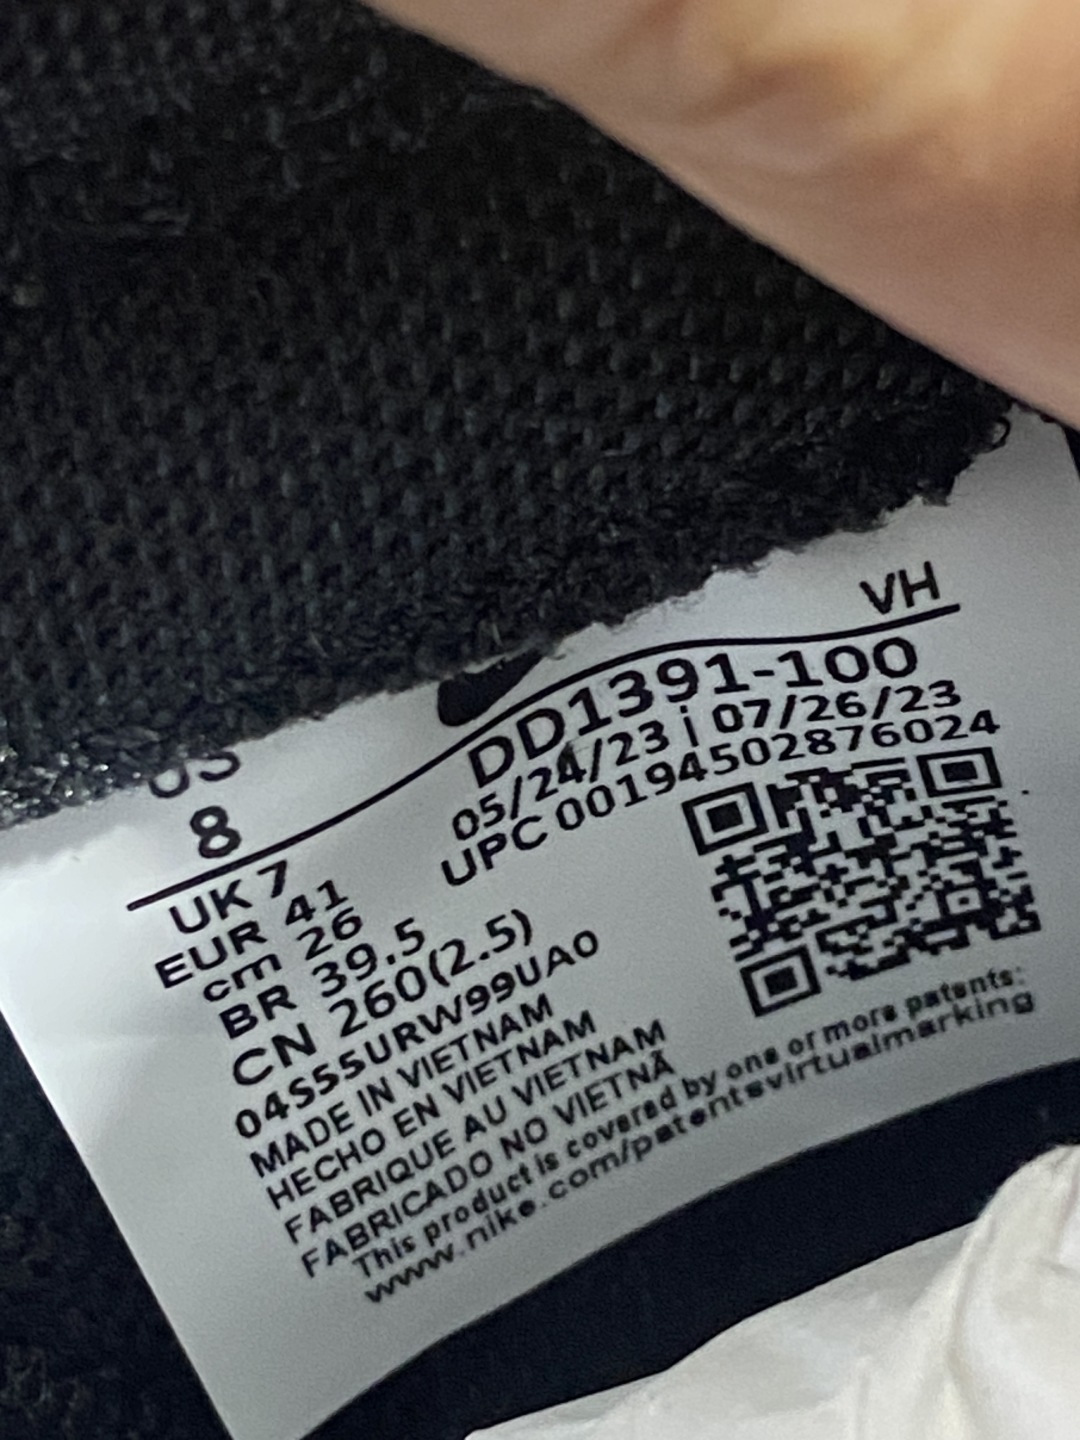 VH
US
8
DD1391-100
05/24/23 | 07/26/23
UPC 00194502876024
UK 7
EUR 41
cm 26
BR 39.5
CN 260(2.5)
04S55URW99UA0
MADE IN VIETNAM
HECHO EN VIETNAM
FABRIQUE AU VIETNAM
FABRICADO NO VIETNÃ
This product is covered by one or more patents:
www.nike.com/patentsvirtualmarking